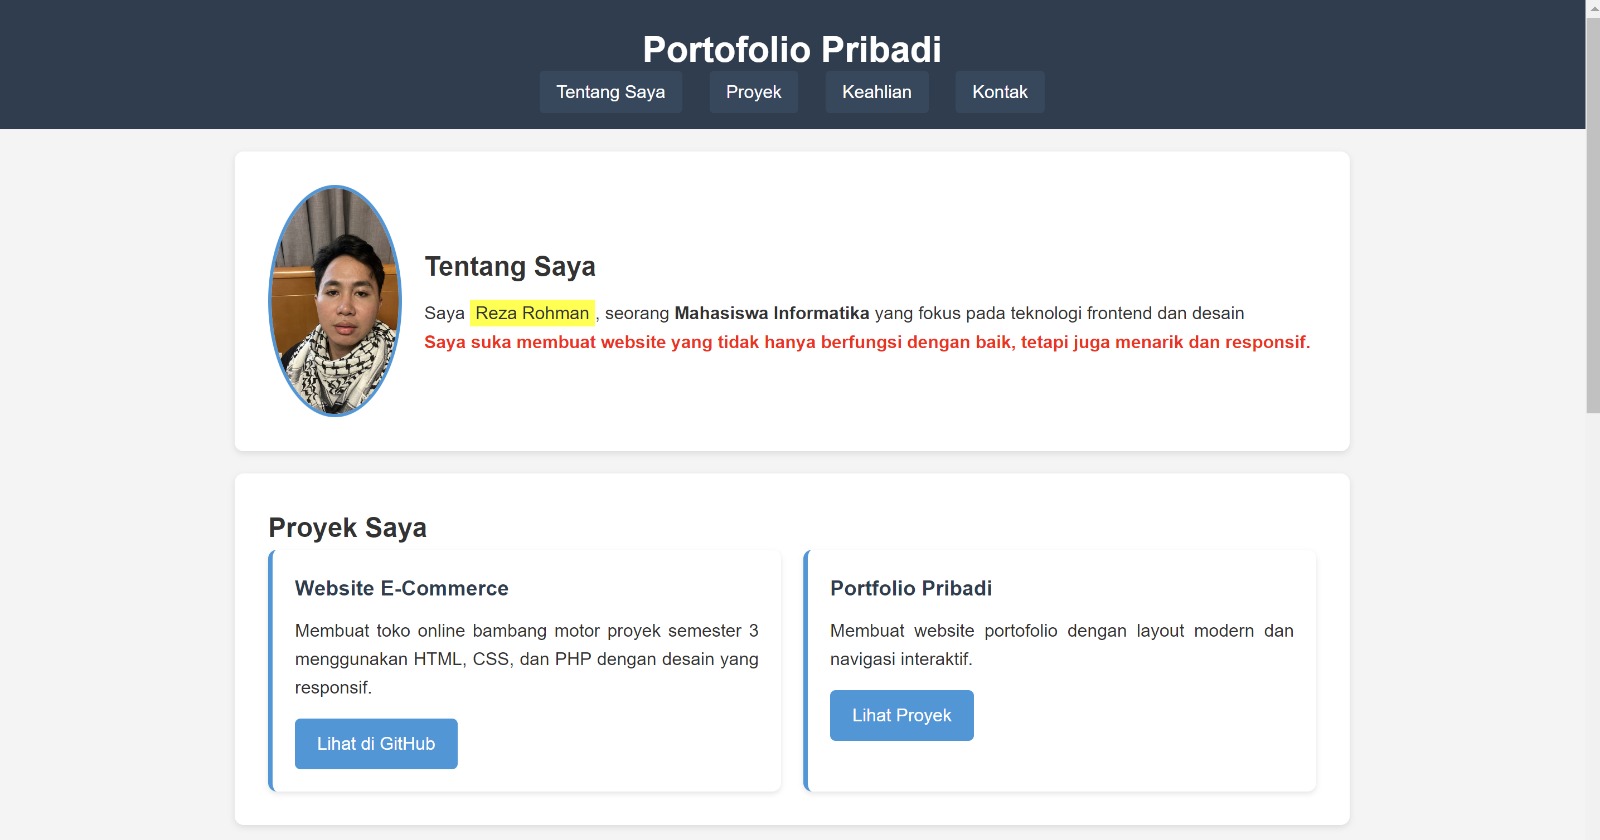 Portofolio Pribadi
Tentang Saya Proyek Keahlian Kontak
Tentang Saya
Saya Reza Rohman , seorang Mahasiswa Informatika yang fokus pada teknologi frontend dan desain
Saya suka membuat website yang tidak hanya berfungsi dengan baik, tetapi juga menarik dan responsif.
Proyek Saya
Website E-Commerce
Membuat toko online bambang motor proyek semester 3
menggunakan HTML, CSS, dan PHP dengan desain yang
responsif.
Lihat di GitHub
Portfolio Pribadi
Membuat website portofolio dengan layout modern dan
navigasi interaktif.
Lihat Proyek